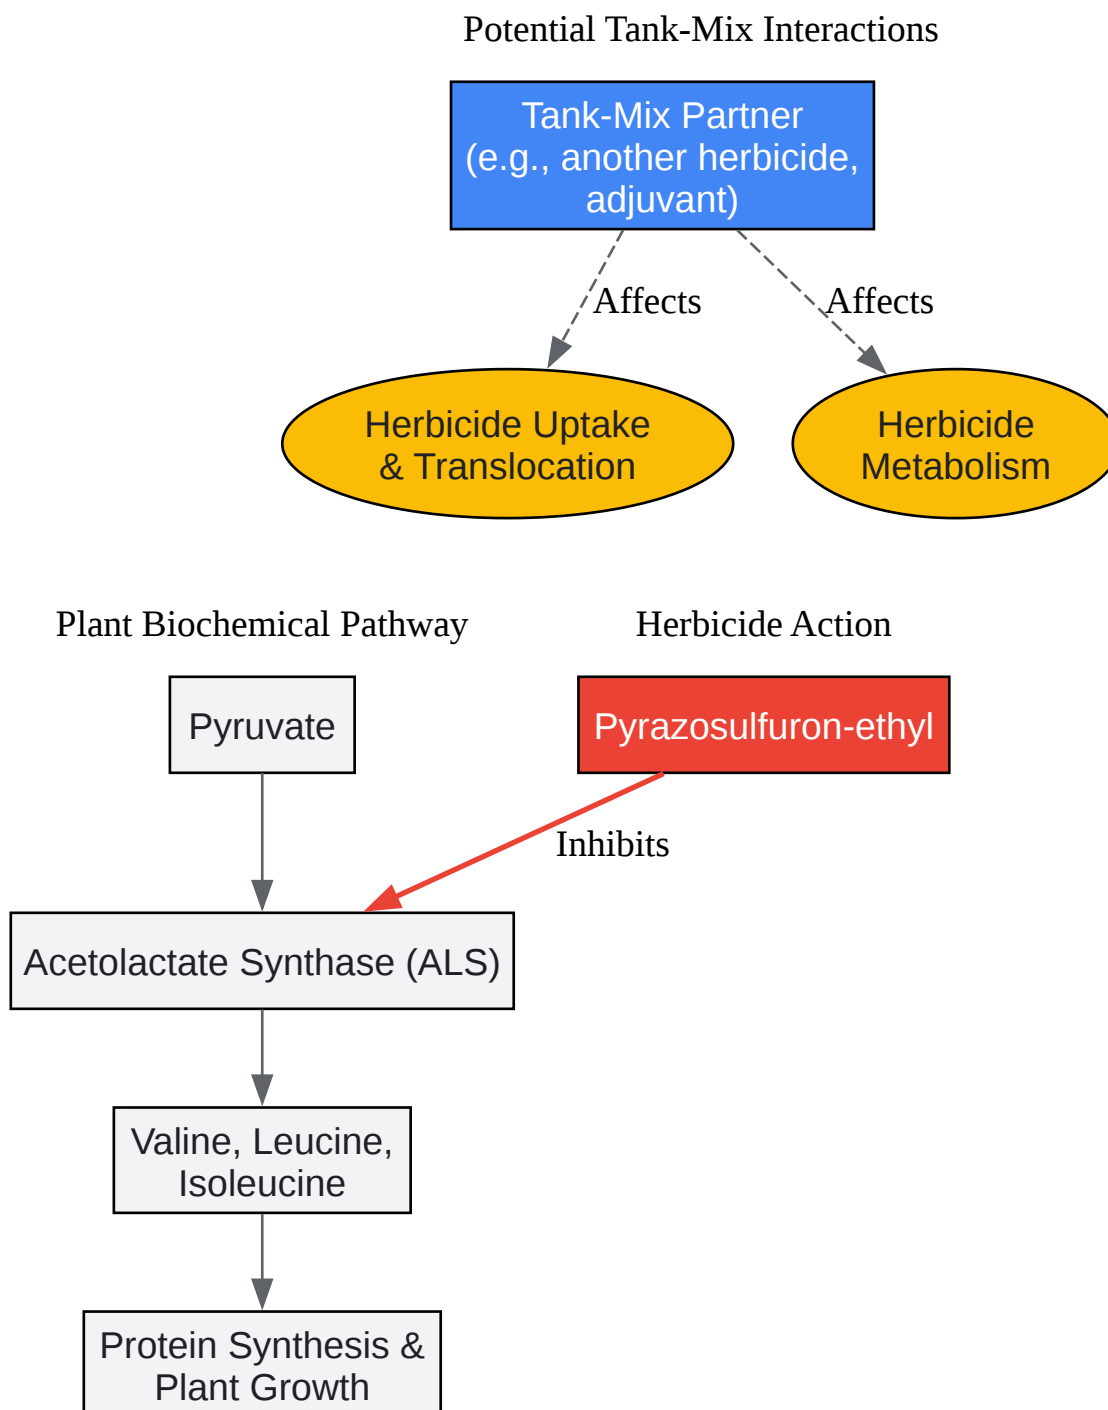 Potential Tank-Mix Interactions
Tank-Mix Partner
(e.g., another herbicide,
adjuvant)
Affects
Affects
Herbicide Uptake
& Translocation
Herbicide
Metabolism
Plant Biochemical Pathway
Herbicide Action
Pyruvate
Pyrazosulfuron-ethyl
Inhibits
Acetolactate Synthase (ALS)
Valine, Leucine,
Isoleucine
Protein Synthesis &
Plant Growth